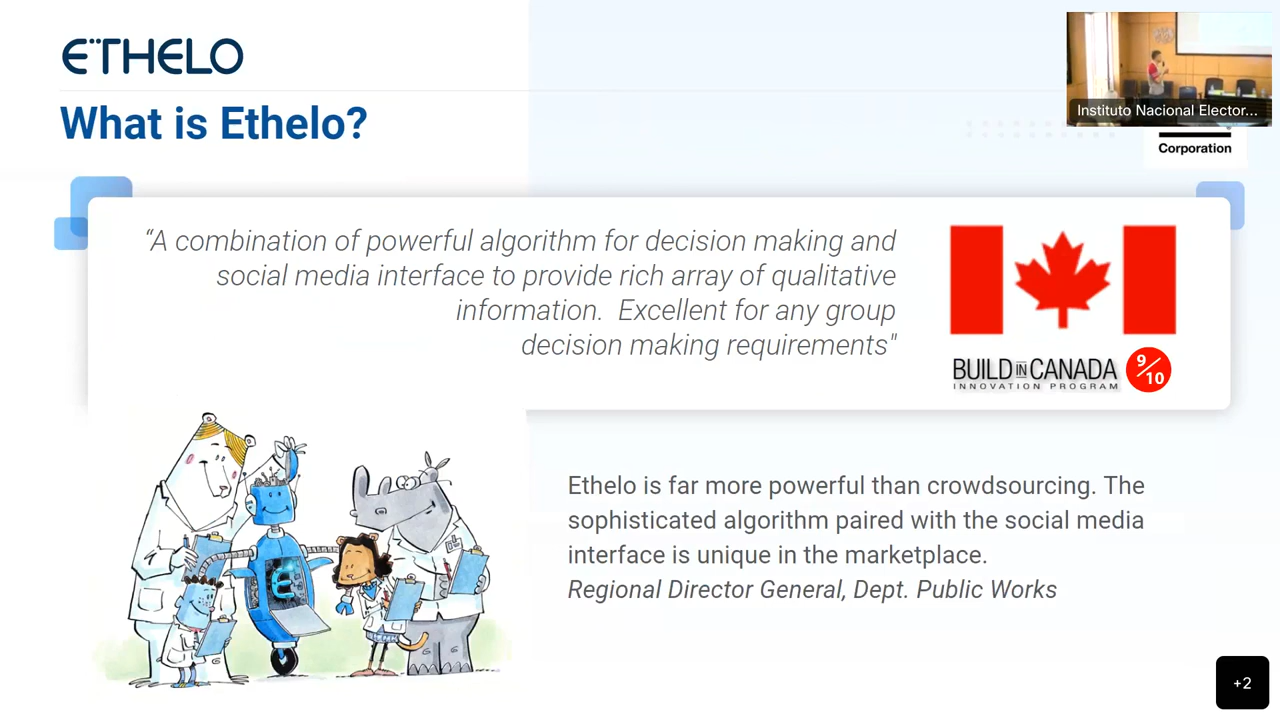 ETHELO
What is Ethelo?
Instituto Nacional Elector...
Corporation
“A combination of powerful algorithm for decision making and
social media interface to provide rich array of qualitative
information.  Excellent for any group
decision making requirements"
BUILD IN CANADA
INNOVATION PROGRAM
9/10
Ethelo is far more powerful than crowdsourcing. The
sophisticated algorithm paired with the social media
interface is unique in the marketplace.
Regional Director General, Dept. Public Works
+2